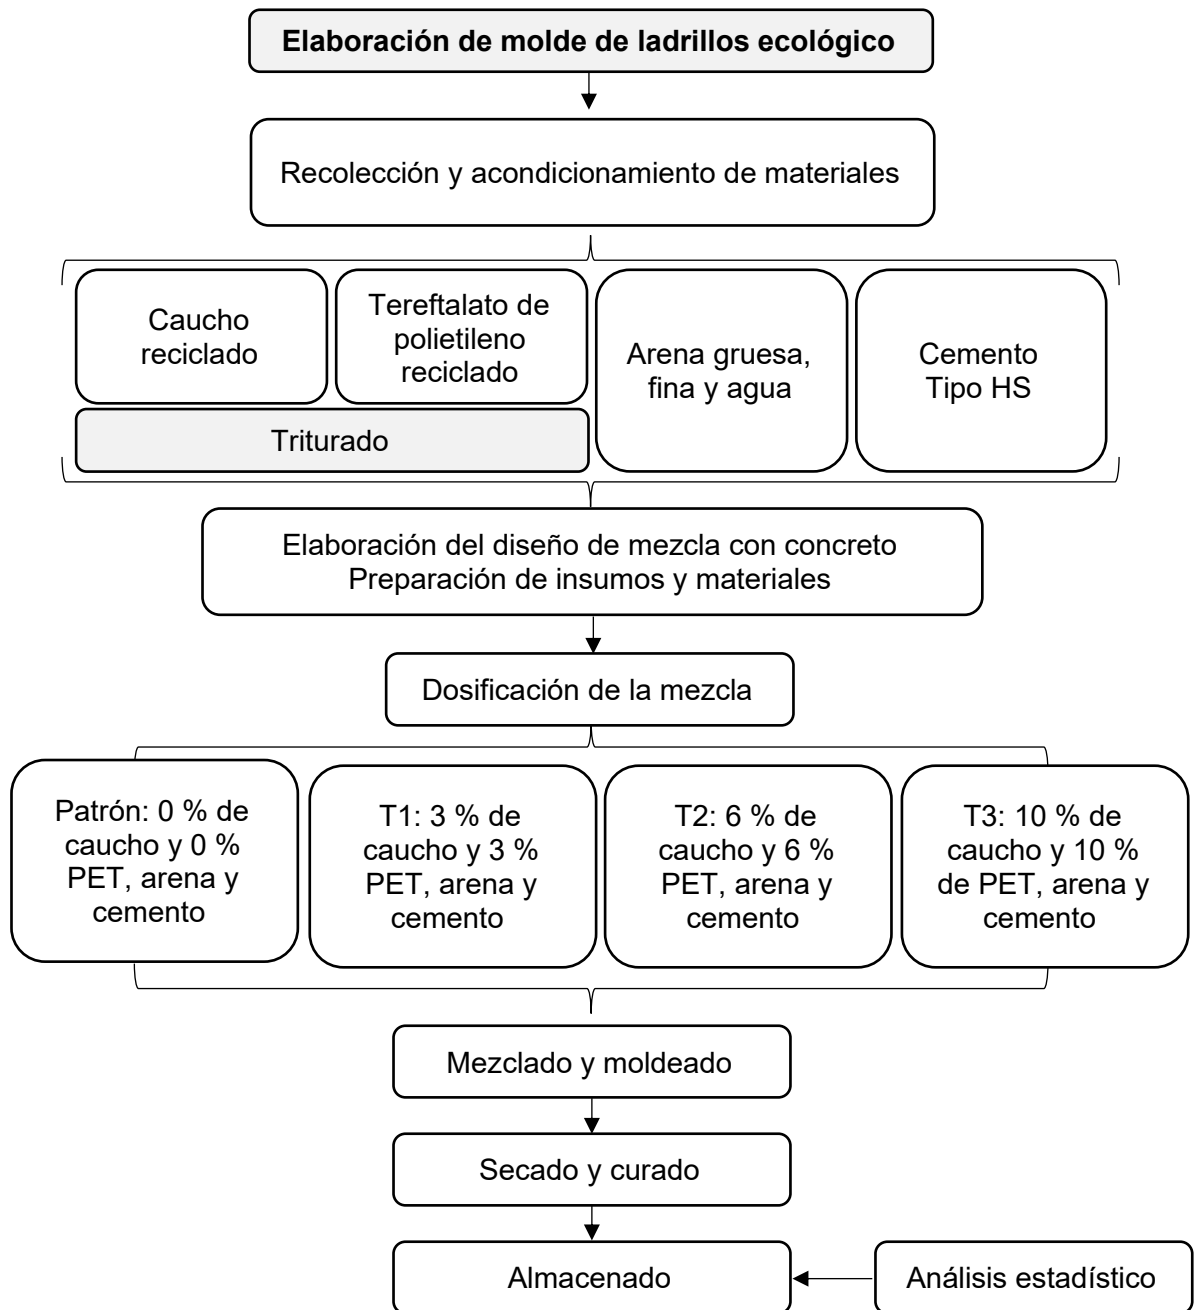 Elaboración de molde de ladrillos ecológico
Recolección y acondicionamiento de materiales
Caucho
reciclado
Tereftalato de
polietileno
reciclado
Triturado
Arena gruesa,
fina y agua
Cemento
Tipo HS
Elaboración del diseño de mezcla con concreto
Preparación de insumos y materiales
Dosificación de la mezcla
Patrón: 0 % de
caucho y 0 %
PET, arena y
cemento
T1: 3 % de
caucho y 3 %
PET, arena y
cemento
T2: 6 % de
caucho y 6 %
PET, arena y
cemento
T3: 10 % de
caucho y 10 %
de PET, arena y
cemento
Mezclado y moldeado
Secado y curado
Almacenado
Análisis estadístico